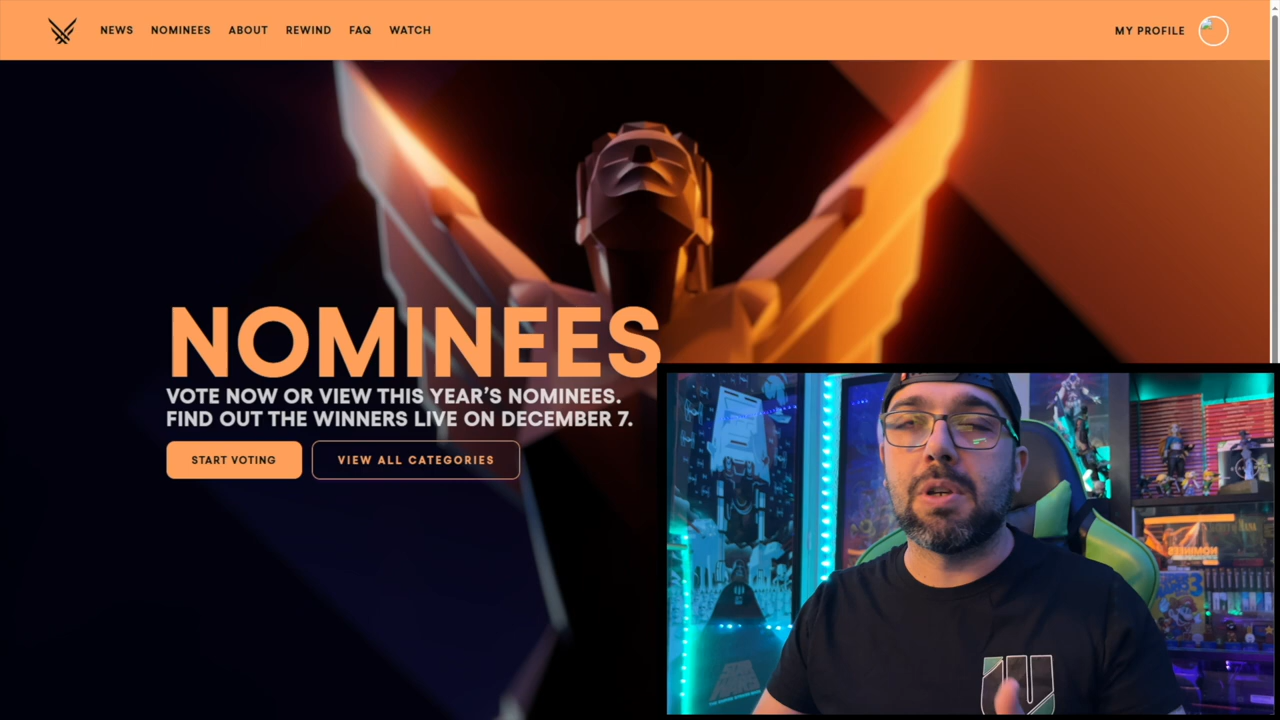 NEWS NOMINEES ABOUT REWIND FAQ WATCH MY PROFILE
NOMINEES
VOTE NOW OR VIEW THIS YEAR’S NOMINEES.
FIND OUT THE WINNERS LIVE ON DECEMBER 7.
START VOTING VIEW ALL CATEGORIES